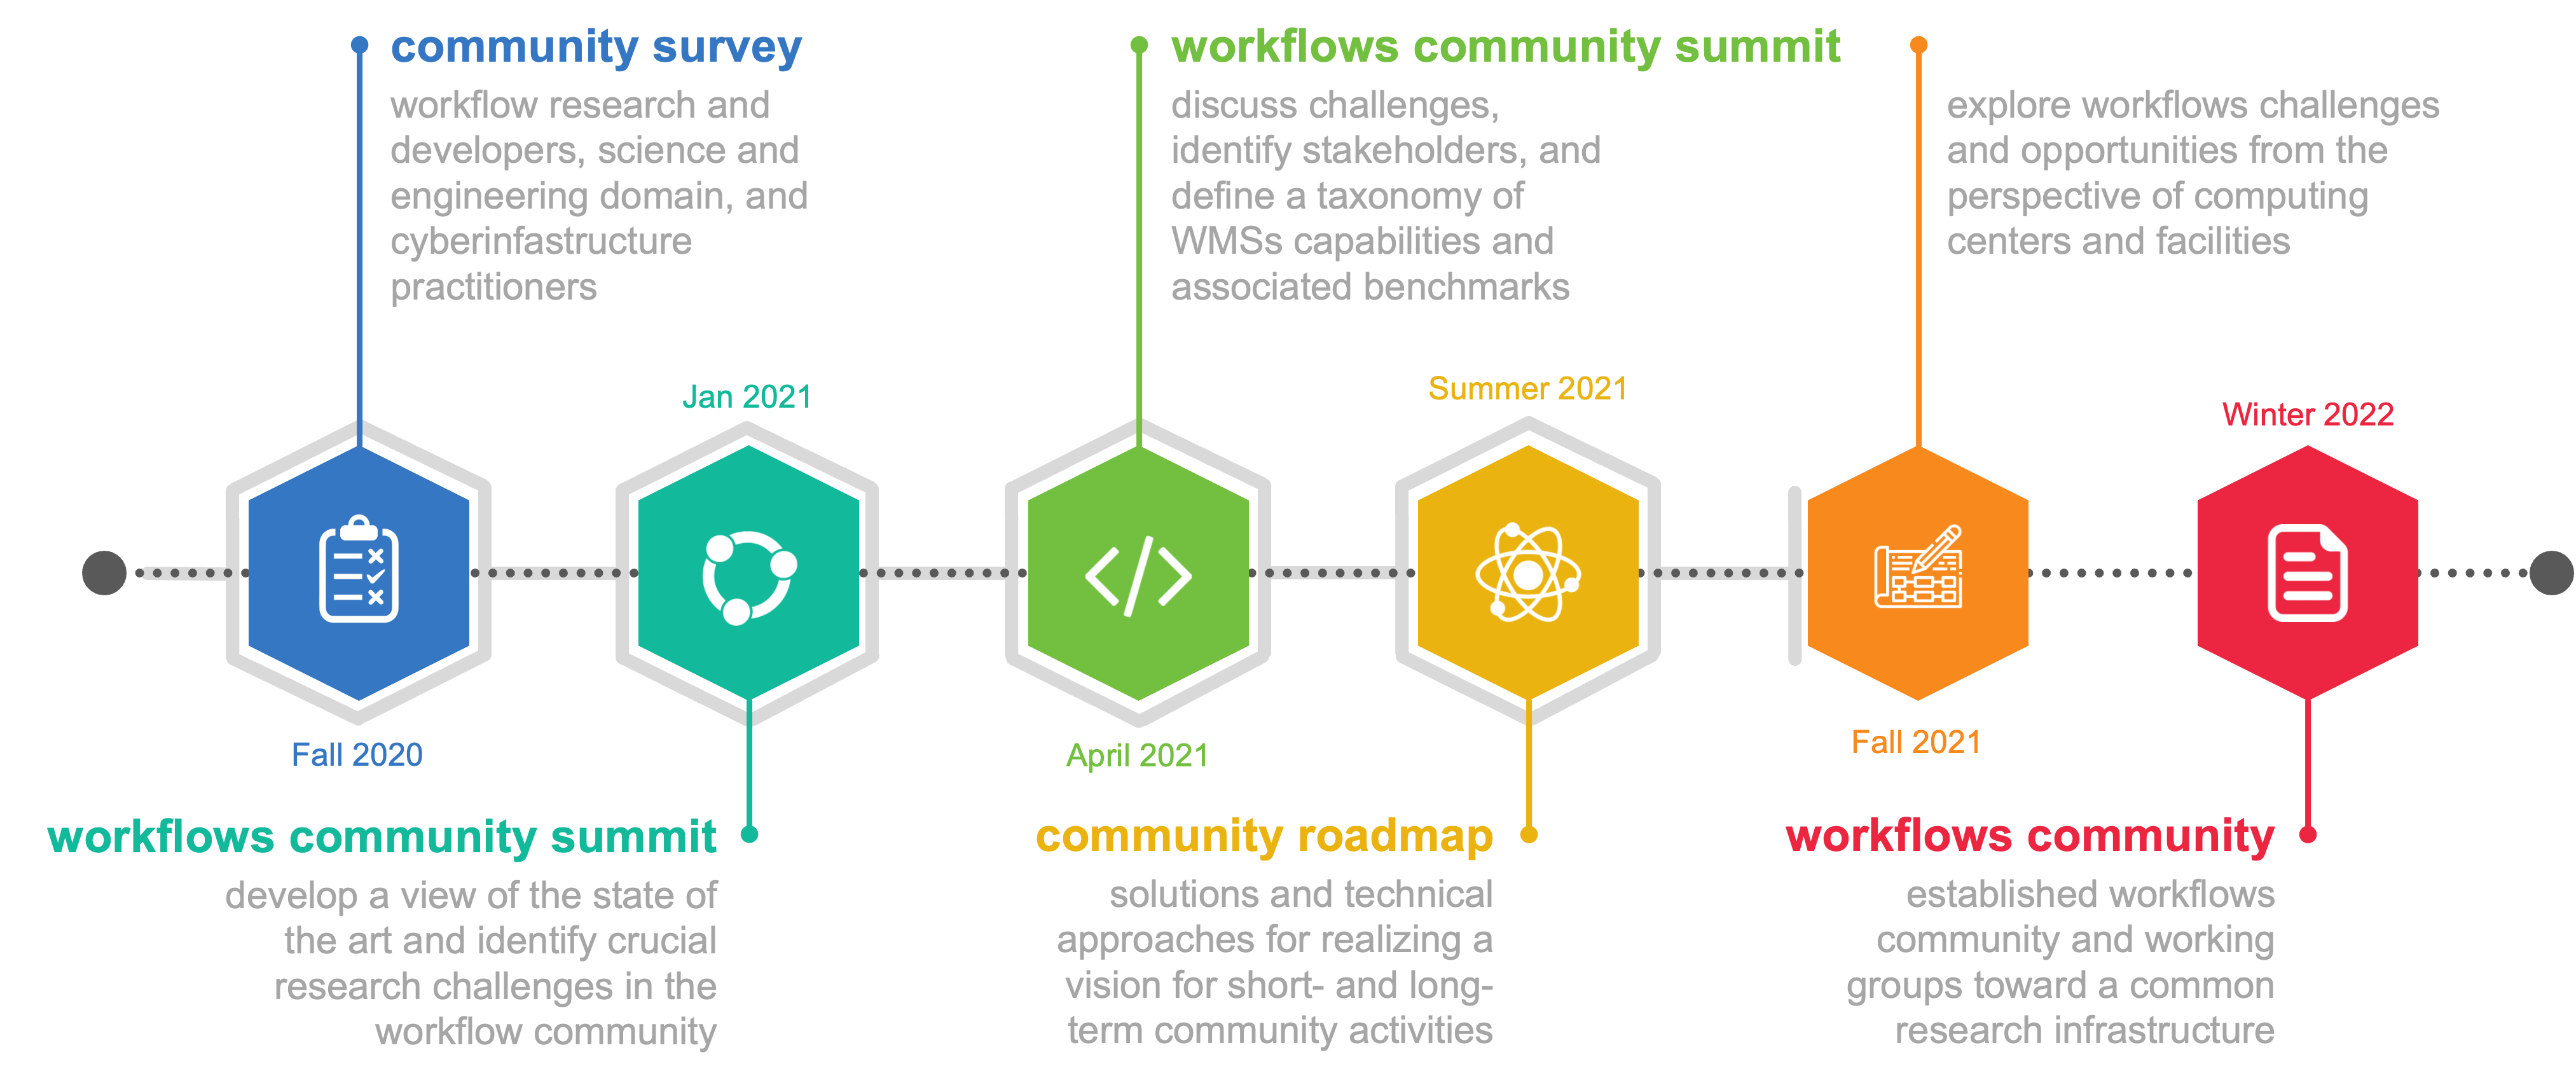 community survey
workflow research and
developers, science and
engineering domain, and
cyberinfastructure
practitioners
Fall 2020
Jan 2021
workflows community summit
develop a view of the state of
the art and identify crucial
research challenges in the
workflow community
workflows community summit
discuss challenges,
identify stakeholders, and
define a taxonomy of
WMSs capabilities and
associated benchmarks
April 2021
Summer 2021
community roadmap
solutions and technical
approaches for realizing a
vision for short- and long-
term community activities
explore workflows challenges
and opportunities from the
perspective of computing
centers and facilities
Fall 2021
Winter 2022
workflows community
established workflows
community and working
groups toward a common
research infrastructure